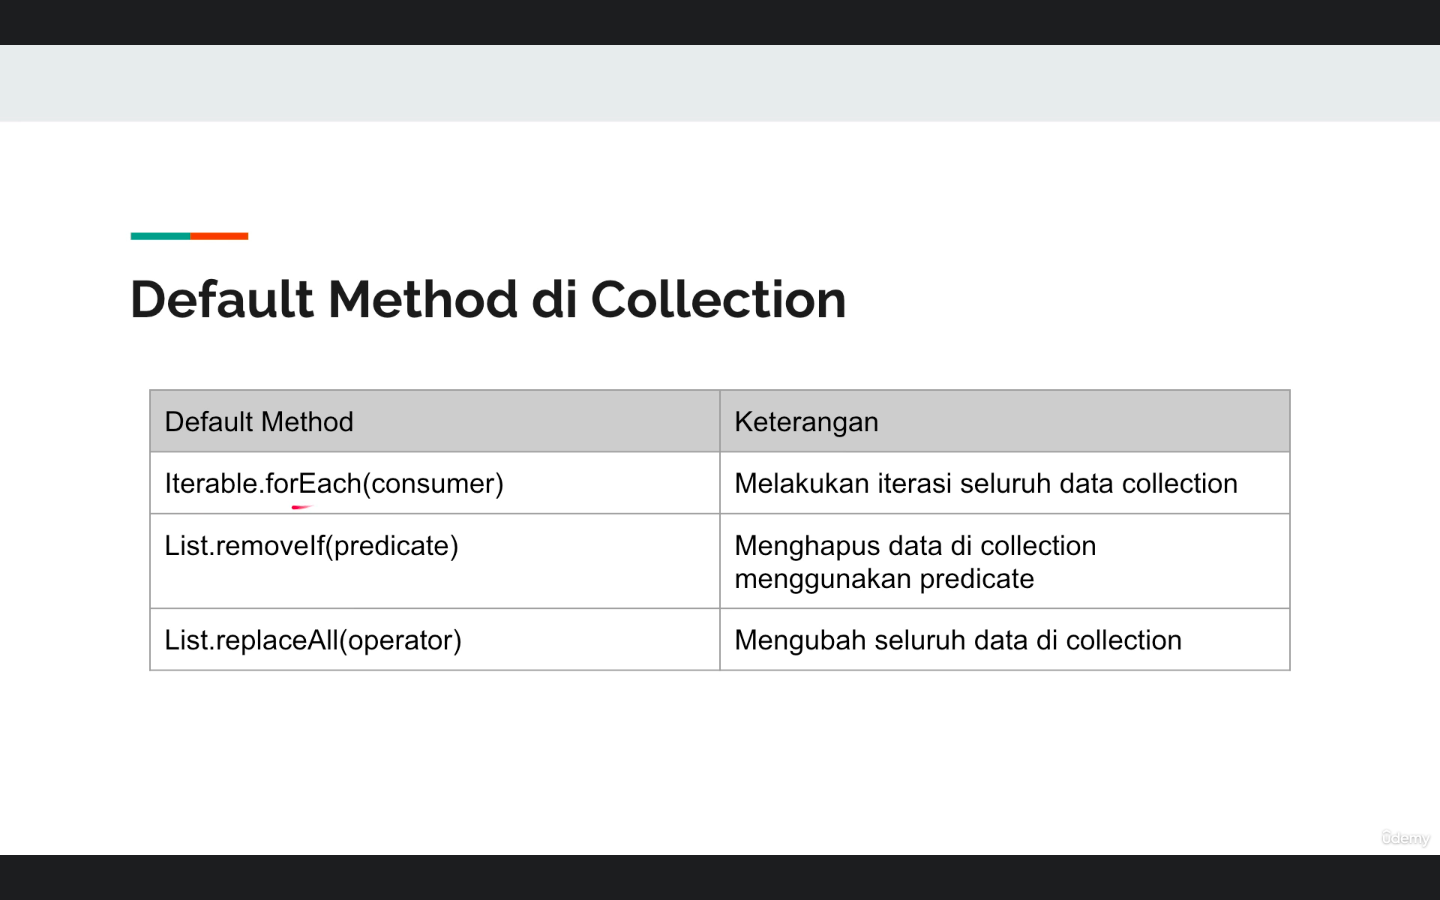 Default Method di Collection
Default Method
Keterangan
Iterable.forEach(consumer)
Melakukan iterasi seluruh data collection
List.removeIf(predicate)
Menghapus data di collection
menggunakan predicate
List.replaceAll(operator)
Mengubah seluruh data di collection
ûdemy